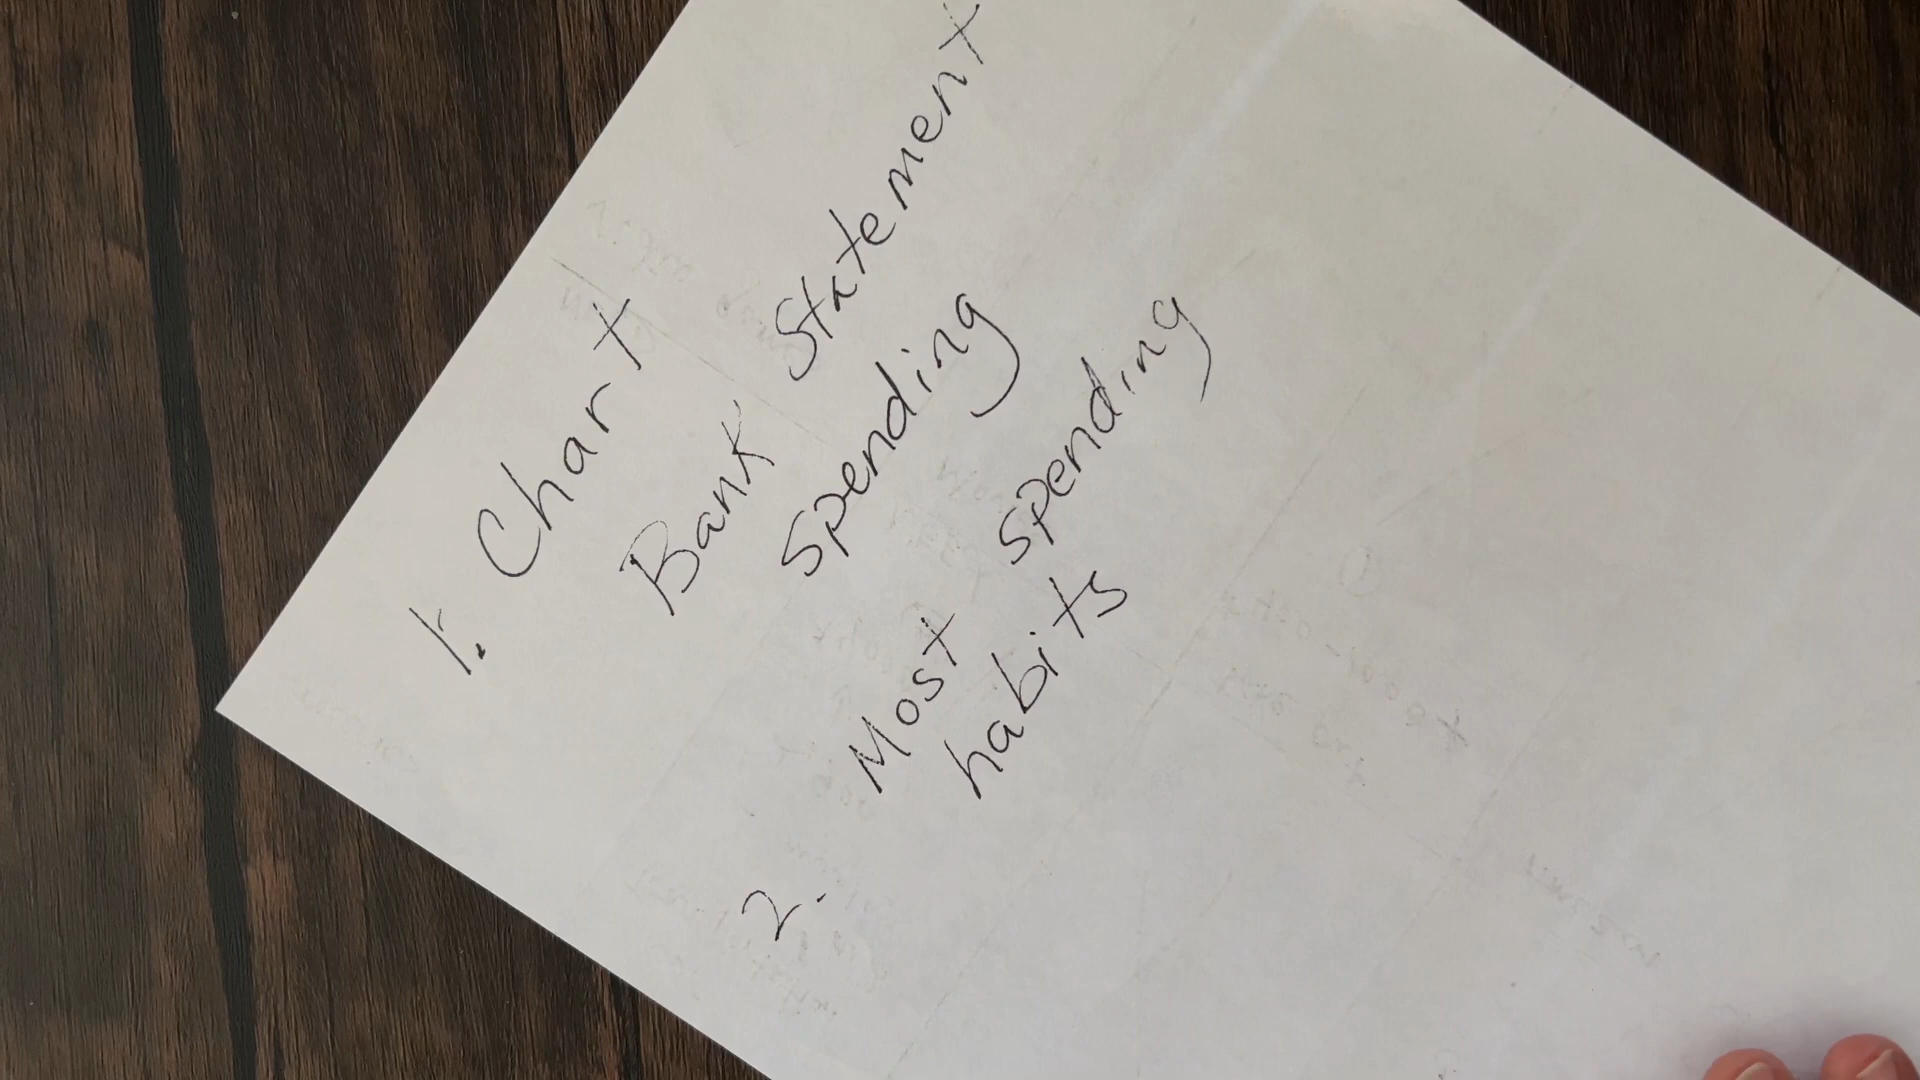 1. Chart
Bank Statement
spending
2. Most spending
habits